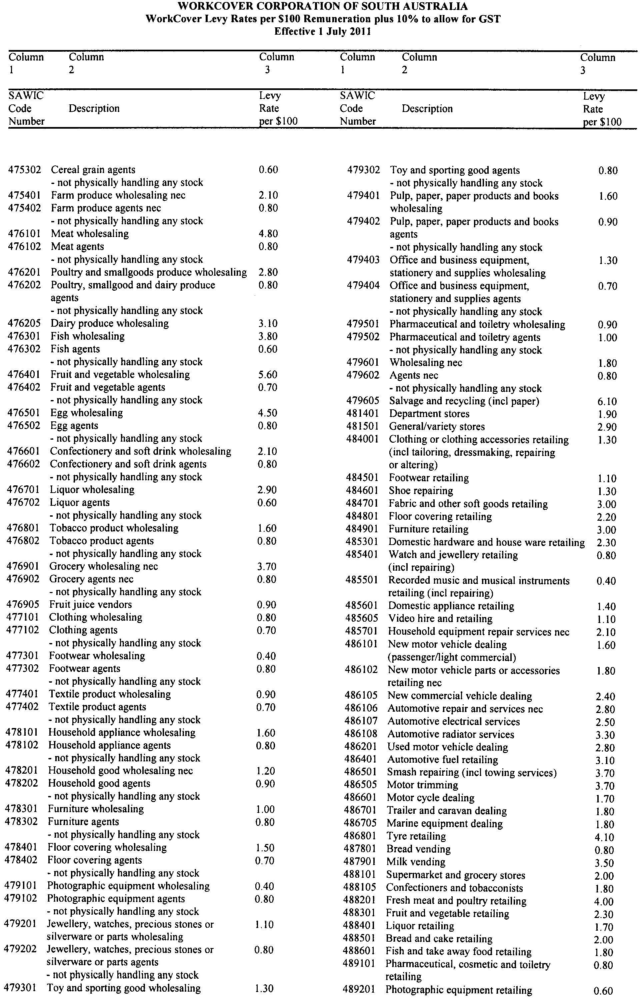 WORKCOVER CORPORATION OF SOUTH AUSTRALIA
WorkCover Levy Rates per $100 Remuneration plus 10% to allow for GST
Effective 1 July 2011
Column Column Column Column Column Column
1 2 3 1 2 3
SAWIC Levy SAWIC Levy
Code Description Rate Code Description Rate
Number per $100 Number per $100
475302 Cereal grain agents 0.60
- not physically handling any stock
475401 Farm produce wholesaling nec 2.10
475402 Farm produce agents nec 0.80
- not physically handling any stock
476101 Meat wholesaling 4.80
476102 Meat agents 0.80
- not physically handling any stock
476201 Poultry and smallgoods produce wholesaling 2.80
476202 Poultry, smallgood and dairy produce 0.80
agents
- not physically handling any stock
476205 Dairy produce wholesaling 3.10
476301 Fish wholesaling 3.80
476302 Fish agents 0.60
- not physically handling any stock
476401 Fruit and vegetable wholesaling 5.60
476402 Fruit and vegetable agents 0.70
- not physically handling any stock
476501 Egg wholesaling 4.50
476502 Egg agents 0.80
- not physically handling any stock
476601 Confectionery and soft drink wholesaling 2.10
476602 Confectionery and soft drink agents 0.80
- not physically handling any stock
476701 Liquor wholesaling 2.90
476702 Liquor agents 0.60
- not physically handling any stock
476801 Tobacco product wholesaling 1.60
476802 Tobacco product agents 0.80
- not physically handling any stock
476901 Grocery wholesaling nec 3.70
476902 Grocery agents nec 0.80
- not physically handling any stock
476905 Fruit juice vendors 0.90
477101 Clothing wholesaling 0.80
477102 Clothing agents 0.70
- not physically handling any stock
477301 Footwear wholesaling 0.40
477302 Footwear agents 0.80
- not physically handling any stock
477401 Textile product wholesaling 0.90
477402 Textile product agents 0.70
- not physically handling any stock
478101 Household appliance wholesaling 1.60
478102 Household appliance agents 0.80
- not physically handling any stock
478201 Household good wholesaling nec 1.20
478202 Household good agents 0.90
- not physically handling any stock
478301 Furniture wholesaling 1.00
478302 Furniture agents 0.80
- not physically handling any stock
478401 Floor covering wholesaling 1.50
478402 Floor covering agents 0.70
- not physically handling any stock
479101 Photographic equipment wholesaling 0.40
479102 Photographic equipment agents 0.80
- not physically handling any stock
479201 Jewellery, watches, precious stones or 1.10
silverware or parts wholesaling
479202 Jewellery, watches, precious stones or 0.80
silverware or parts agents
- not physically handling any stock
479301 Toy and sporting good wholesaling 1.30
479302 Toy and sporting good agents 0.80
- not physically handling any stock
479401 Pulp, paper, paper products and books 1.60
wholesaling
479402 Pulp, paper, paper products and books 0.90
agents
- not physically handling any stock
479403 Office and business equipment, 1.30
stationery and supplies wholesaling
479404 Office and business equipment, 0.70
stationery and supplies agents
- not physically handling any stock
479501 Pharmaceutical and toiletry wholesaling 0.90
479502 Pharmaceutical and toiletry agents 1.00
- not physically handling any stock
479601 Wholesaling nec 1.80
479602 Agents nec 0.80
- not physically handling any stock
479605 Salvage and recycling (incl paper) 6.10
481401 Department stores 1.90
481501 General/variety stores 2.90
484001 Clothing or clothing accessories retailing 1.30
(incl tailoring, dressmaking, repairing
or altering)
484501 Footwear retailing 1.10
484601 Shoe repairing 1.30
484701 Fabric and other soft goods retailing 3.00
484801 Floor covering retailing 2.20
484901 Furniture retailing 3.00
485301 Domestic hardware and house ware retailing 2.30
485401 Watch and jewellery retailing 0.80
(incl repairing)
485501 Recorded music and musical instruments 0.40
retailing (incl repairing)
485601 Domestic appliance retailing 1.40
485605 Video hire and retailing 1.10
485701 Household equipment repair services nec 2.10
486101 New motor vehicle dealing 1.60
(passenger/light commercial)
486102 New motor vehicle parts or accessories 1.80
retailing nec
486105 New commercial vehicle dealing 2.40
486106 Automotive repair and services nec 2.80
486107 Automotive electrical services 2.50
486108 Automotive radiator services 3.30
486201 Used motor vehicle dealing 2.80
486401 Automotive fuel retailing 3.10
486501 Smash repairing (incl towing services) 3.70
486505 Motor trimming 3.70
486601 Motor cycle dealing 1.70
486701 Trailer and caravan dealing 1.80
486705 Marine equipment dealing 1.80
486801 Tyre retailing 4.10
487801 Bread vending 0.80
487901 Milk vending 3.50
488101 Supermarket and grocery stores 2.00
488105 Confectioners and tobacconists 1.80
488201 Fresh meat and poultry retailing 4.00
488301 Fruit and vegetable retailing 2.30
488401 Liquor retailing 1.70
488501 Bread and cake retailing 2.00
488601 Fish and take away food retailing 1.80
489101 Pharmaceutical, cosmetic and toiletry 0.80
retailing
489201 Photographic equipment retailing 0.60